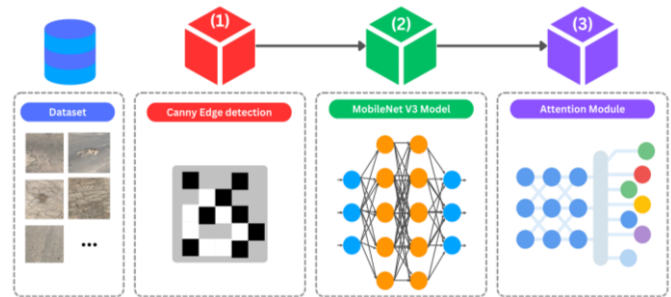 (1)
(2)
(3)
Dataset
Canny Edge detection
MobileNet V3 Model
Attention Module
•••